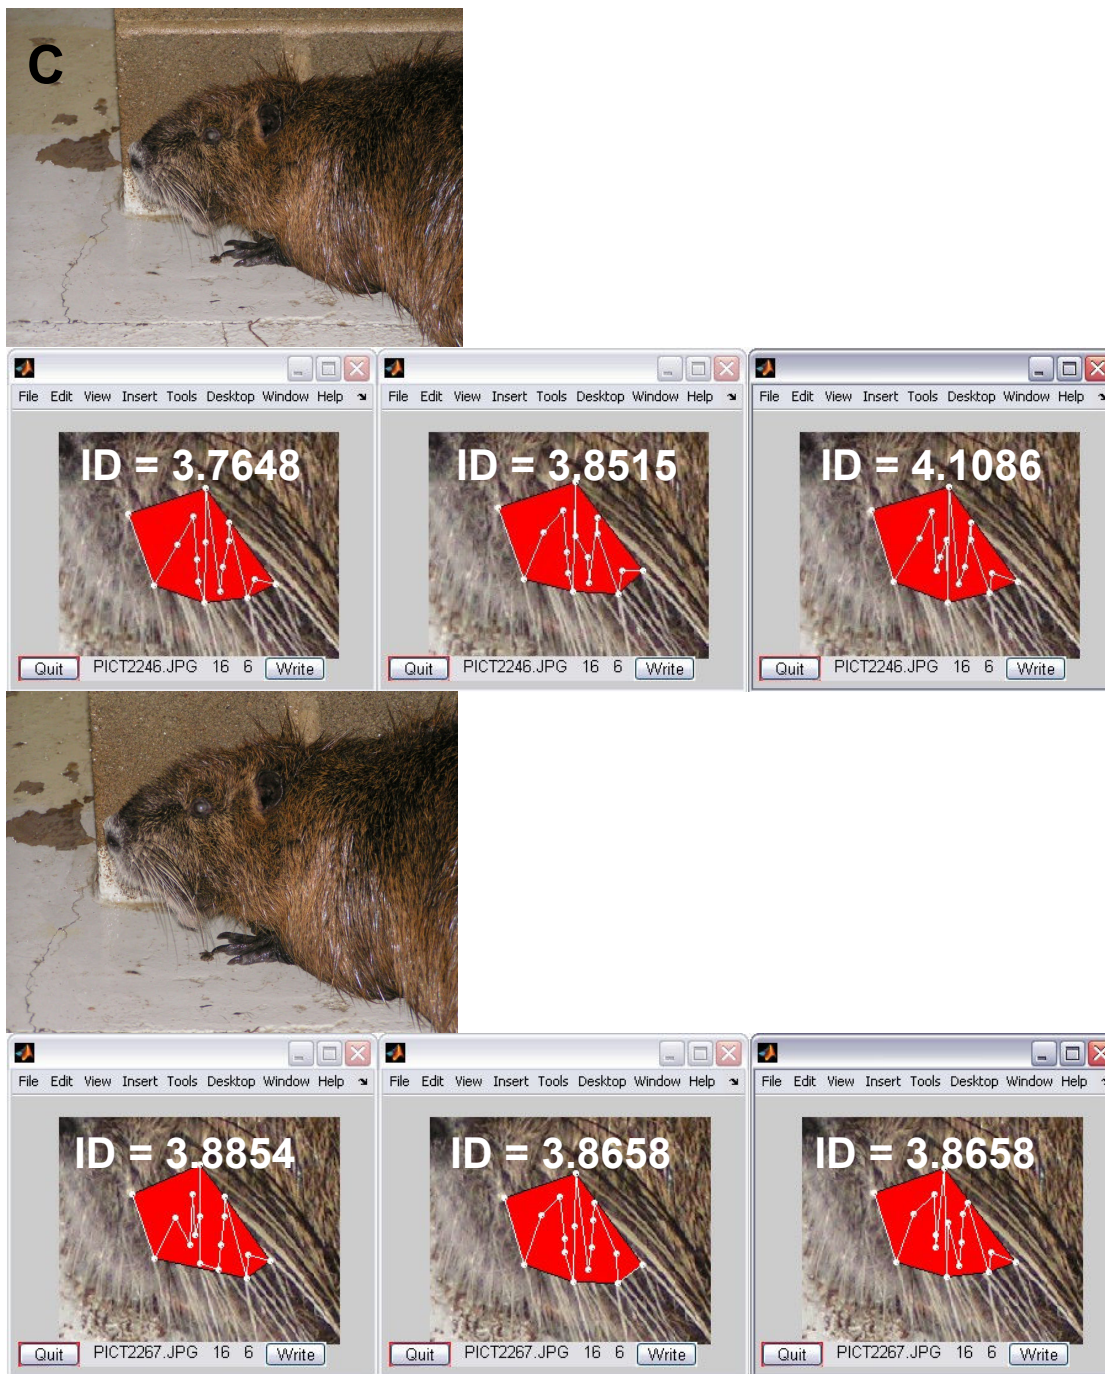 C
File Edit View Insert Tools Desktop Window Help
File Edit View Insert Tools Desktop Window Help
File Edit View Insert Tools Desktop Window Help
ID = 3.7648
ID = 3.8515
ID = 4.1086
Quit PICT2246.JPG 16 6 Write
Quit PICT2246.JPG 16 6 Write
Quit PICT2246.JPG 16 6 Write
File Edit View Insert Tools Desktop Window Help
File Edit View Insert Tools Desktop Window Help
File Edit View Insert Tools Desktop Window Help
ID = 3.8854
ID = 3.8658
ID = 3.8658
Quit PICT2267.JPG 16 6 Write
Quit PICT2267.JPG 16 6 Write
Quit PICT2267.JPG 16 6 Write